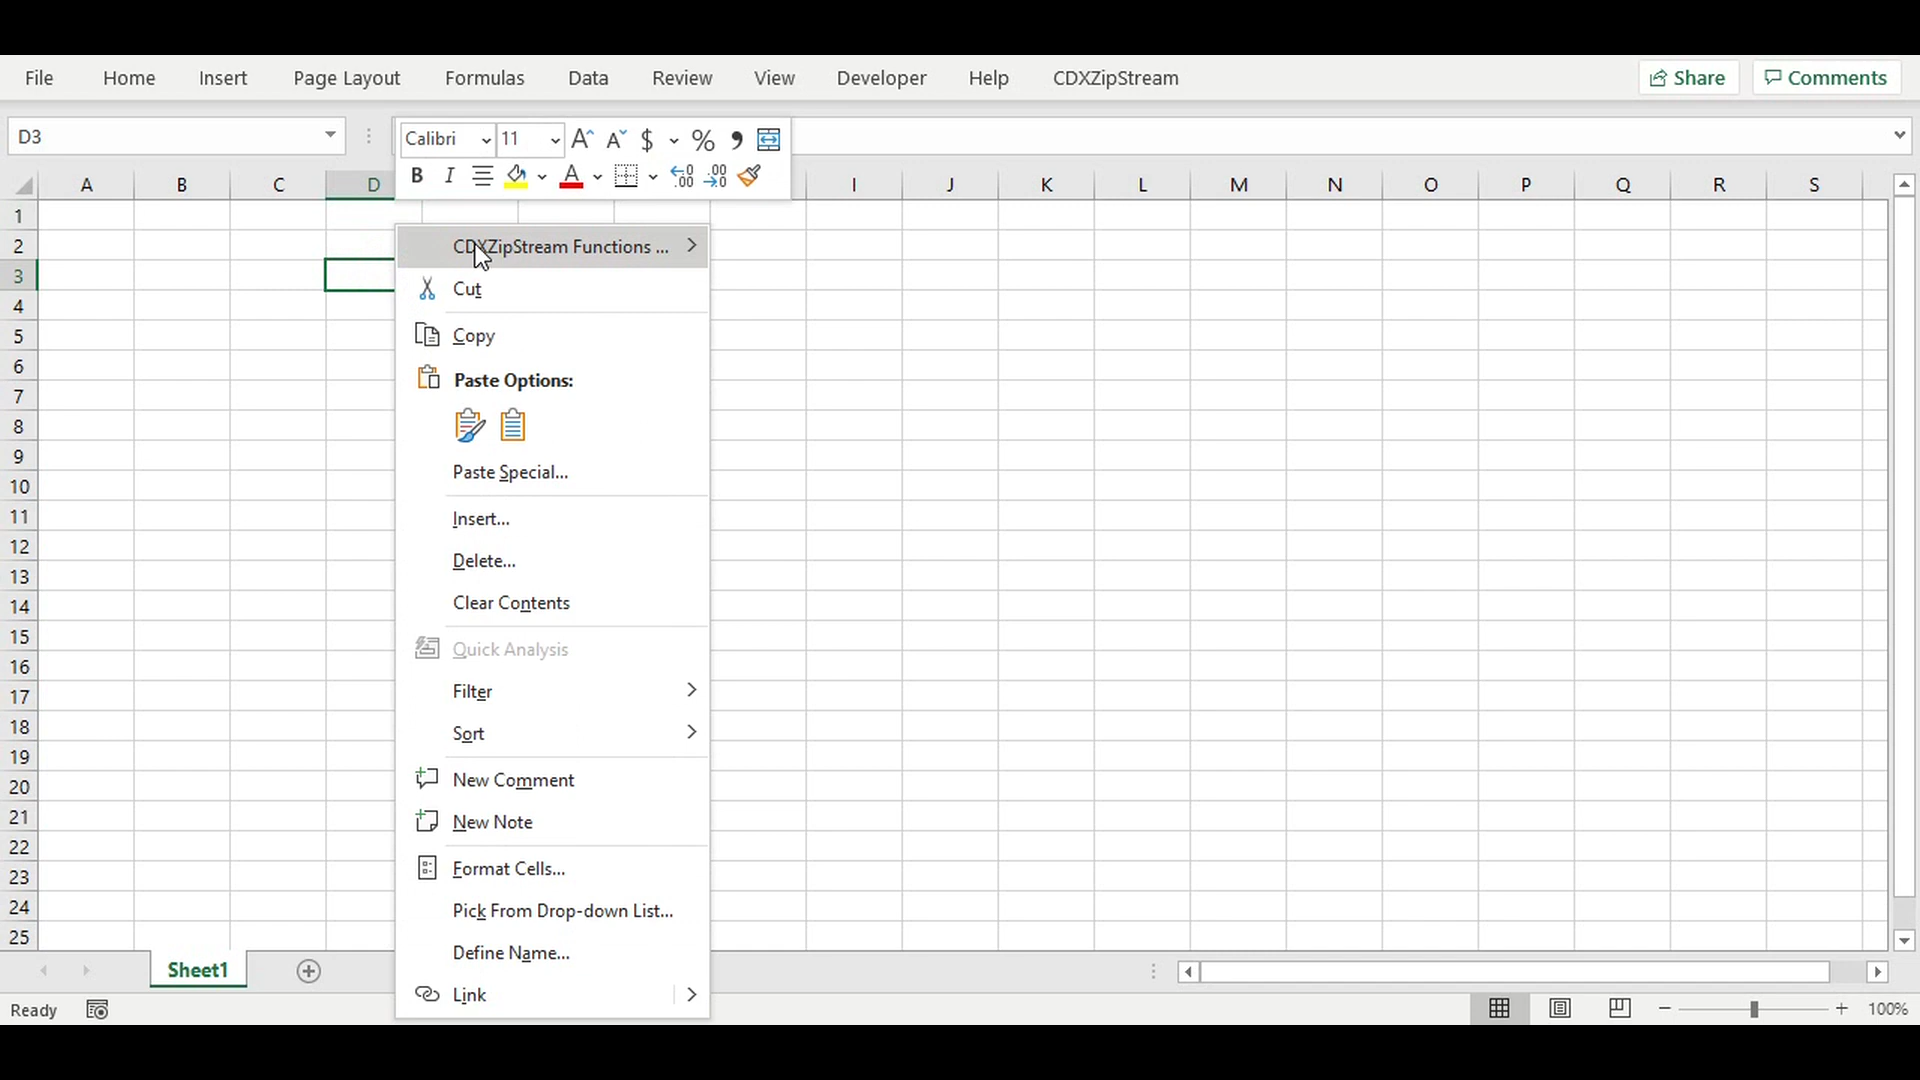 File Home Insert Page Layout Formulas Data Review View Developer Help CDXZipStream Share Comments
D3 Calibri 11 $ % ,
B I A
A B C D I J K L M N O P Q R S
1
2 CDXZipStream Functions ...
3 Cut
4
5 Copy
6 Paste Options:
7
8
9 Paste Special...
10
11 Insert...
12 Delete...
13
14 Clear Contents
15 Quick Analysis
16
17 Filter
18 Sort
19
20 New Comment
21 New Note
22
23 Format Cells...
24 Pick From Drop-down List...
25 Define Name...
Sheet1
Link
Ready 100%